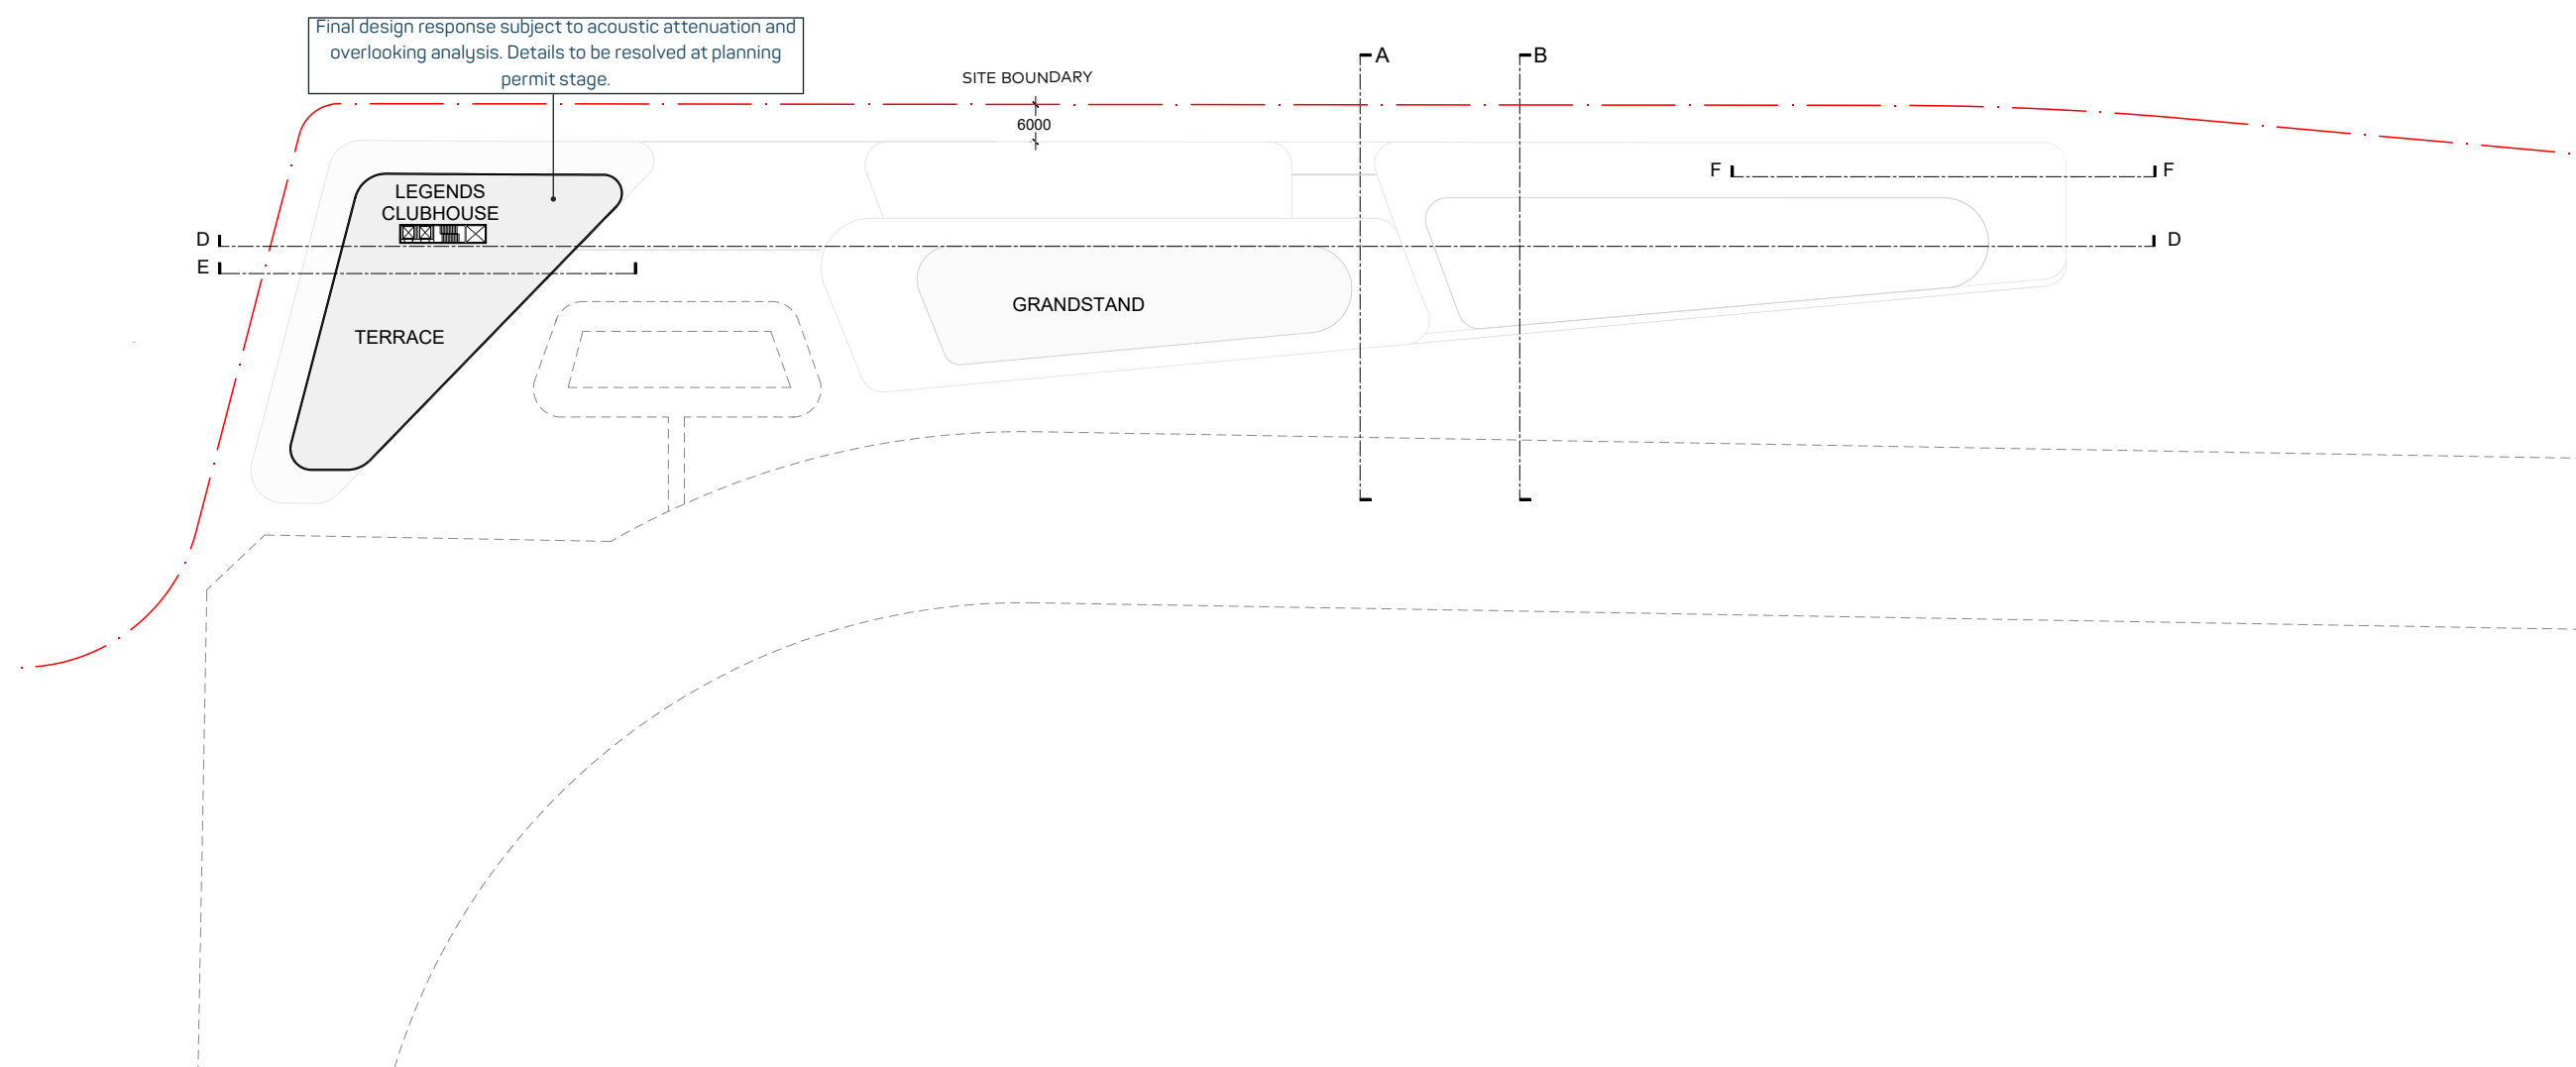 Final design response subject to acoustic attenuation and
overlooking analysis. Details to be resolved at planning
permit stage.
SITE BOUNDARY
6000
A
B
F
F
LEGENDS
CLUBHOUSE
D
D
E
GRANDSTAND
TERRACE